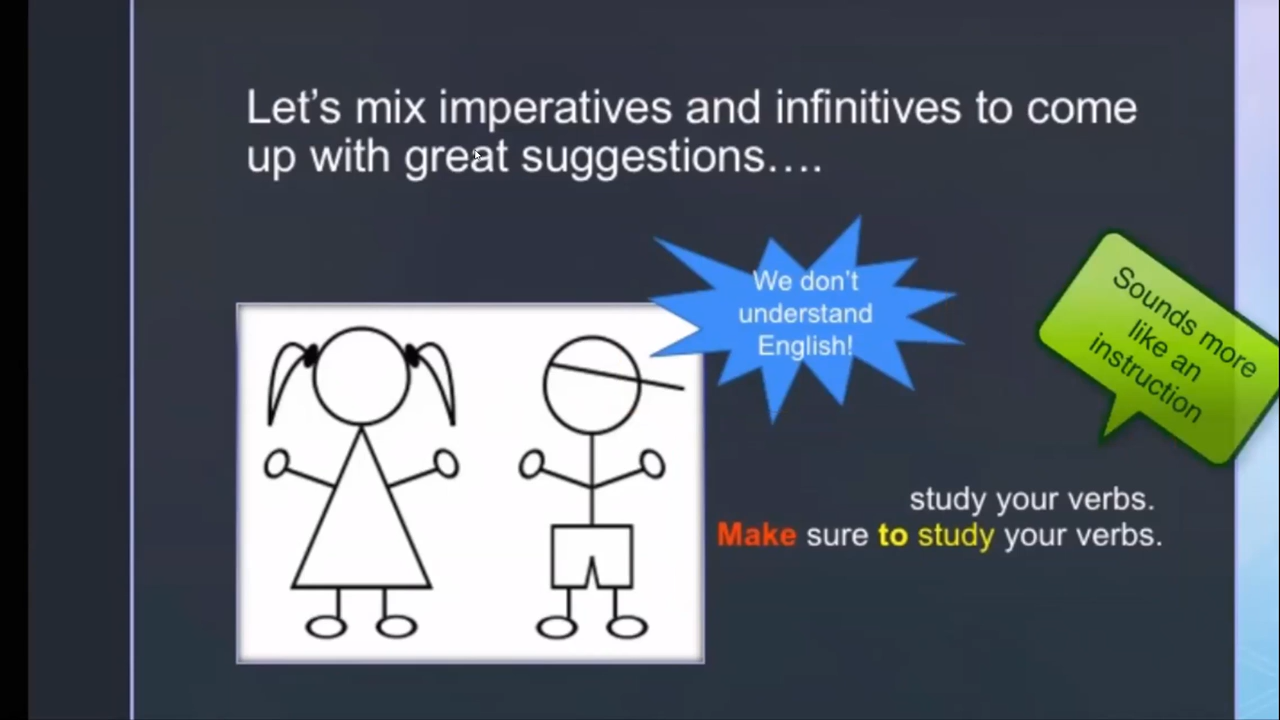 Let’s mix imperatives and infinitives to come
up with great suggestions….
We don't
understand
English!
Sounds more
like an
instruction
study your verbs.
Make sure to study your verbs.